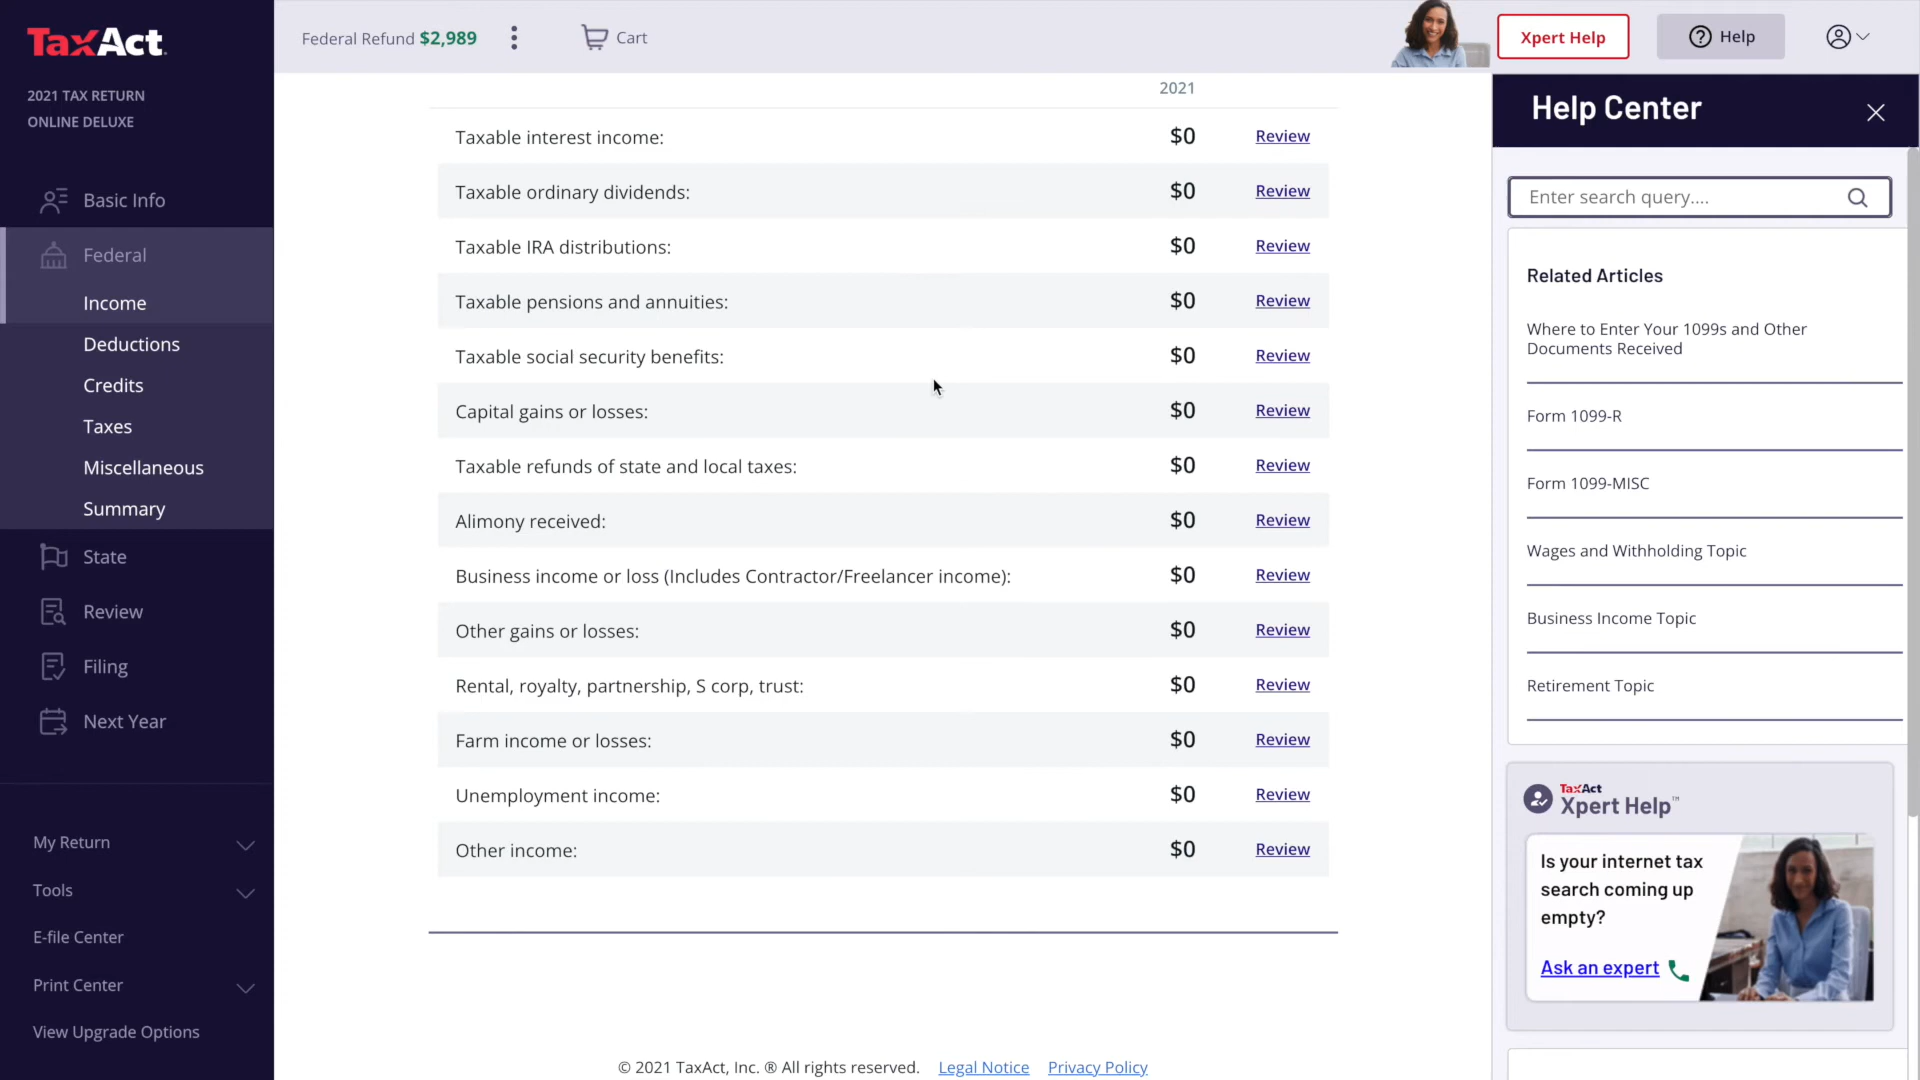 TaxAct.
2021 TAX RETURN
ONLINE DELUXE
Basic Info
Federal
Income
Deductions
Credits
Taxes
Miscellaneous
Summary
State
Review
Filing
Next Year
My Return
Tools
E-file Center
Print Center
View Upgrade Options
Federal Refund $2,989
Cart
Xpert Help
Help
2021
Taxable interest income: $0 Review
Taxable ordinary dividends: $0 Review
Taxable IRA distributions: $0 Review
Taxable pensions and annuities: $0 Review
Taxable social security benefits: $0 Review
Capital gains or losses: $0 Review
Taxable refunds of state and local taxes: $0 Review
Alimony received: $0 Review
Business income or loss (Includes Contractor/Freelancer income): $0 Review
Other gains or losses: $0 Review
Rental, royalty, partnership, S corp, trust: $0 Review
Farm income or losses: $0 Review
Unemployment income: $0 Review
Other income: $0 Review
© 2021 TaxAct, Inc. ® All rights reserved. Legal Notice Privacy Policy
Help Center
Enter search query....
Related Articles
Where to Enter Your 1099s and Other
Documents Received
Form 1099-R
Form 1099-MISC
Wages and Withholding Topic
Business Income Topic
Retirement Topic
TaxAct
Xpert Help™
Is your internet tax
search coming up
empty?
Ask an expert